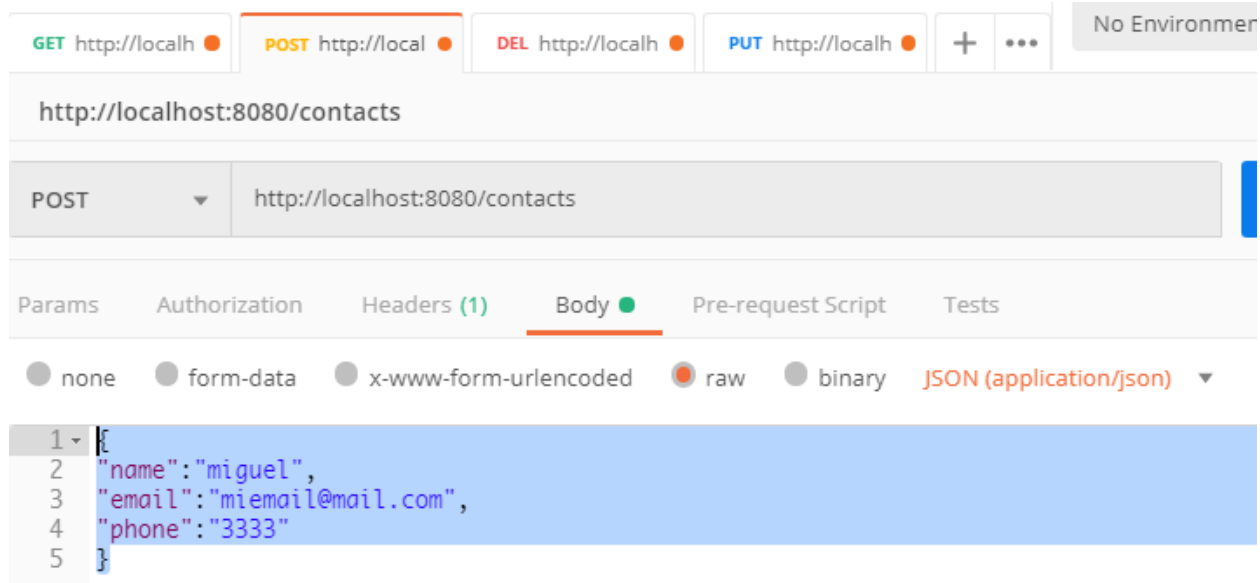 GET http://localh POST http://local DEL http://localh PUT http://localh + ••• No Environmen
http://localhost:8080/contacts
POST http://localhost:8080/contacts
Params Authorization Headers (1) Body Pre-request Script Tests
none form-data x-www-form-urlencoded raw binary JSON (application/json)
1 {
2 "name":"miguel",
3 "email":"miemail@mail.com",
4 "phone":"3333"
5 }